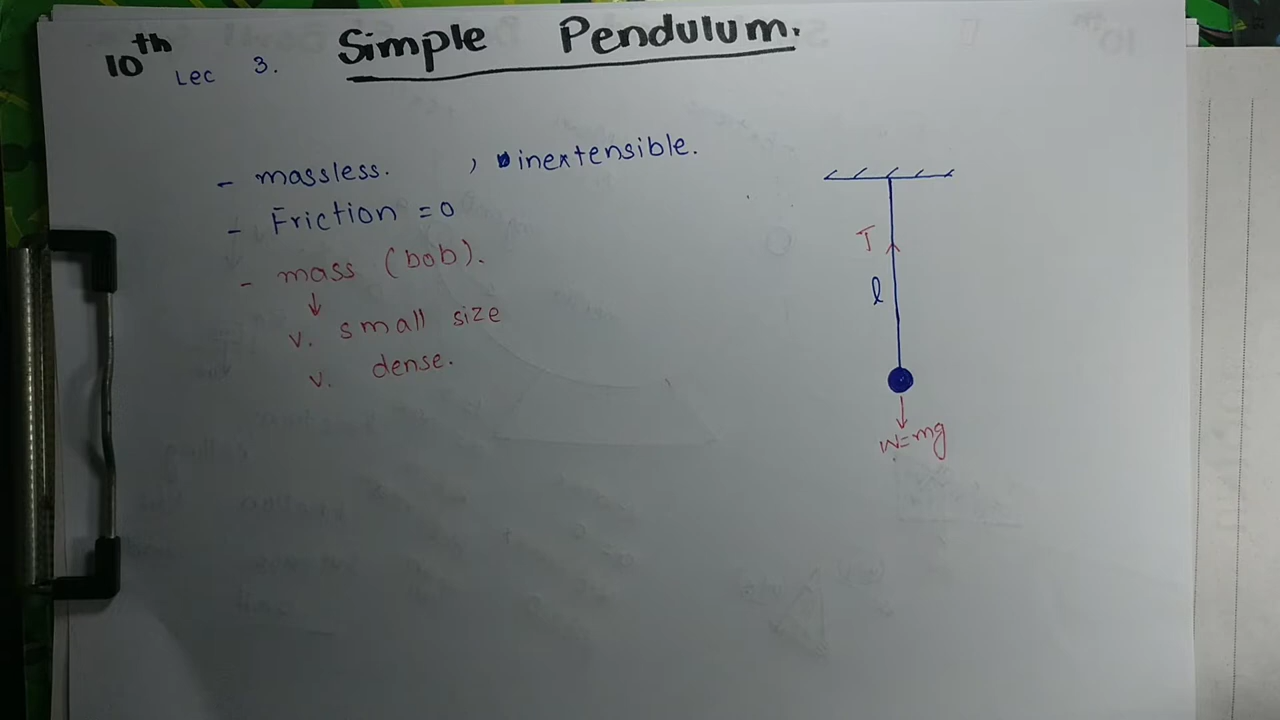 10th Lec 3. Simple Pendulum.
- massless. , inextensible.
- Friction = 0
- mass (bob).
↓
v. small size
v. dense.
T
l
W=mg